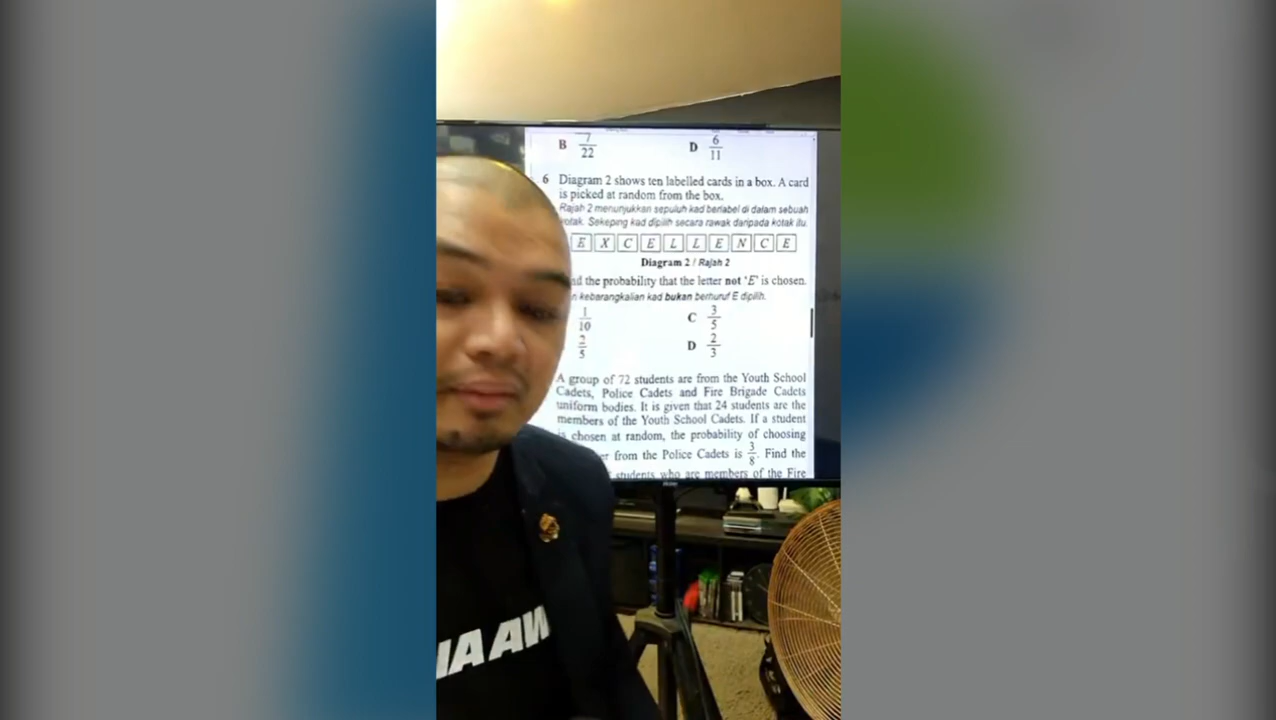 B 7/22 D 6/11
6 Diagram 2 shows ten labelled cards in a box. A card
is picked at random from the box.
Rajah 2 menunjukkan sepuluh kad berlabel di dalam sebuah
kotak. Sekeping kad dipilih secara rawak daripada kotak itu.
E X C E L L E N C E
Diagram 2 / Rajah 2
the probability that the letter not 'E' is chosen.
kebarangkalian kad bukan berhuruf E dipilih.
1/10 C 3/5
2/5 D 2/3
A group of 72 students are from the Youth School
Cadets, Police Cadets and Fire Brigade Cadets
uniform bodies. It is given that 24 students are the
members of the Youth School Cadets. If a student
is chosen at random, the probability of choosing
from the Police Cadets is 3/8. Find the
students who are members of the Fire